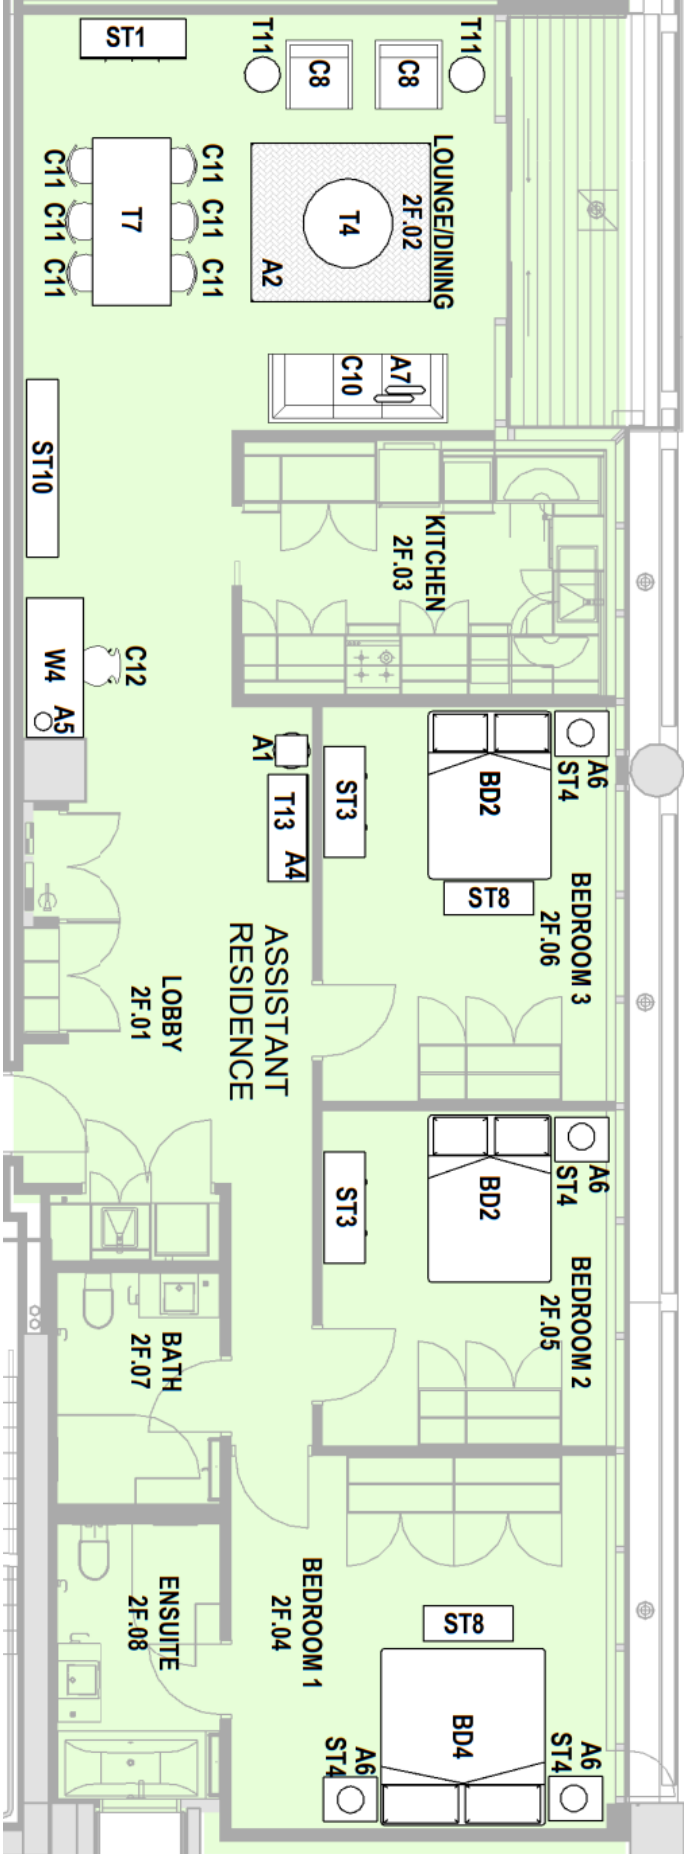 ST1
T11
T11
C8
C8
C11
C11
C11
C11
C11
C11
T7
LOUNGE/DINING
2F.02
T4
A2
A7
C10
ST10
KITCHEN
2F.03
W4
A5
C12
A1
T13
A4
ST3
BD2
A6
ST4
ST8
BEDROOM 3
2F.06
ASSISTANT
RESIDENCE
LOBBY
2F.01
ST3
BD2
A6
ST4
BEDROOM 2
2F.05
BATH
2F.07
ENSUITE
2F.08
BEDROOM 1
2F.04
ST8
BD4
A6
ST4
A6
ST4